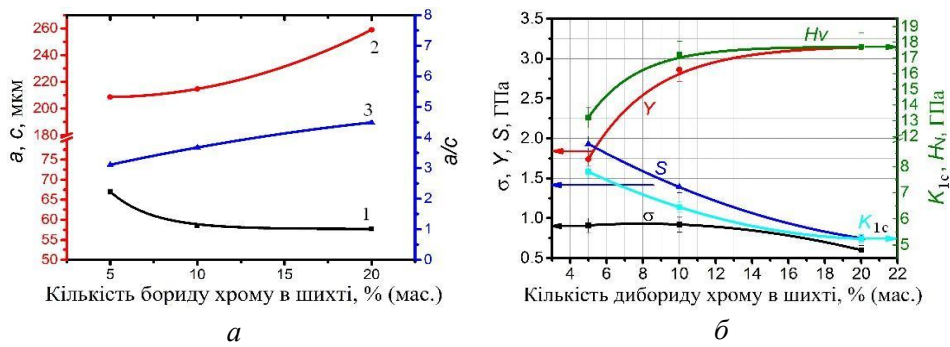 260
250
240
230
220
210
200
180
75
70
65
60
55
50
a, c, мкм
8
7
6
5
4
3
2
1
0
a/c
2
3
1
5 10 15 20
Кількість бориду хрому в шихті, % (мас.)
а
3.5
3.0
2.5
2.0
1.5
1.0
0.5
σ, Y, S, ГПа
19
18
17
16
14
13
12
8
7
6
5
K1c, HV, ГПа
Hv
Y
S
K1c
σ
4 6 8 10 12 14 16 18 20 22
Кількість дибориду хрому в шихті, % (мас.)
б